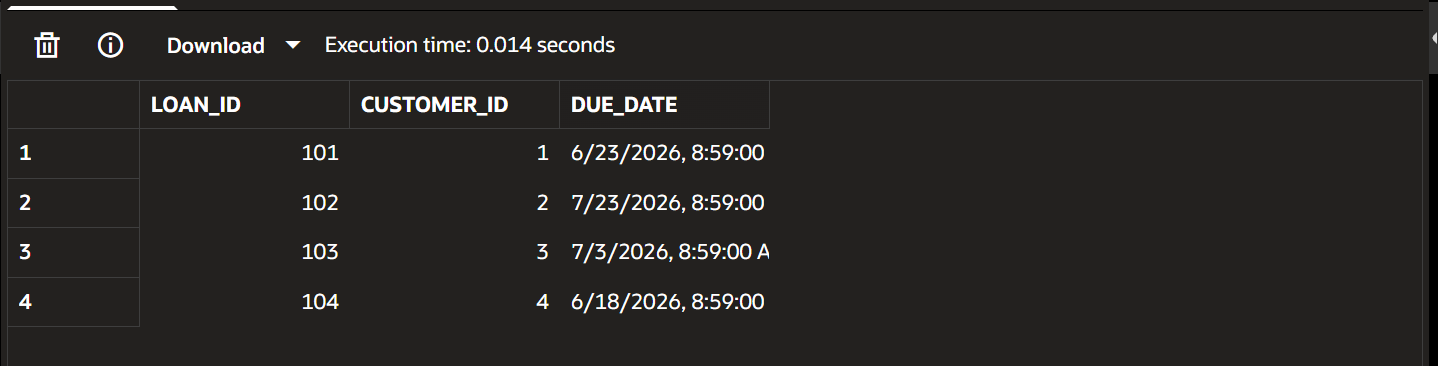 Download Execution time: 0.014 seconds
LOAN_ID CUSTOMER_ID DUE_DATE
1 101 1 6/23/2026, 8:59:00
2 102 2 7/23/2026, 8:59:00
3 103 3 7/3/2026, 8:59:00 A
4 104 4 6/18/2026, 8:59:00